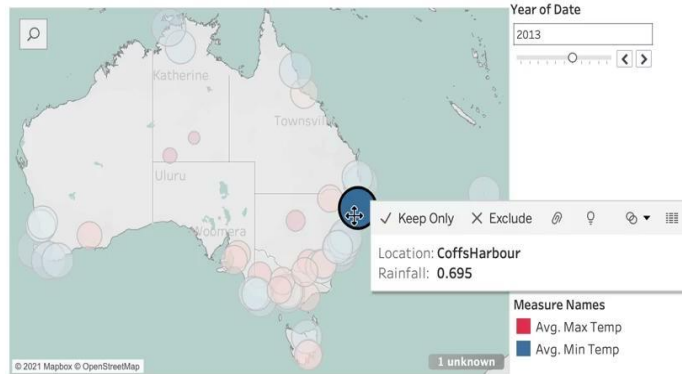 Year of Date
2013
Katherine
Townsvil
Uluru
Woomera
Keep Only Exclude
Location: CoffsHarbour
Rainfall: 0.695
Measure Names
Avg. Max Temp
Avg. Min Temp
1 unknown
© 2021 Mapbox © OpenStreetMap